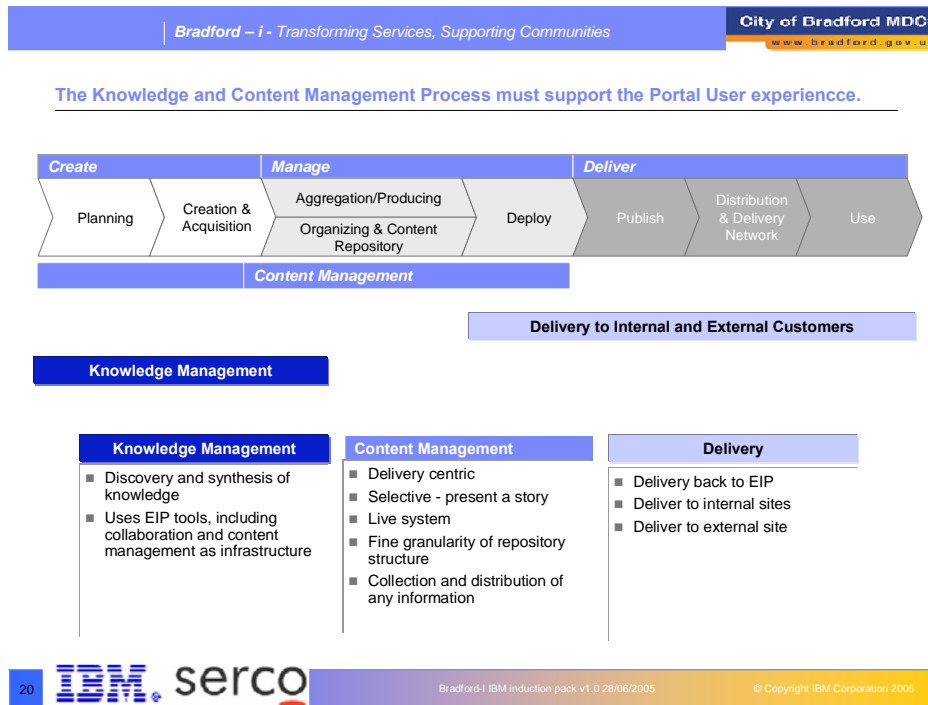 Bradford – i - Transforming Services, Supporting Communities
City of Bradford MDC
www.bradford.gov.u
The Knowledge and Content Management Process must support the Portal User experiencce.
Create
Manage
Deliver
Planning
Creation &
Acquisition
Aggregation/Producing
Organizing & Content
Repository
Deploy
Publish
Distribution
& Delivery
Network
Use
Content Management
Delivery to Internal and External Customers
Knowledge Management
Knowledge Management
Discovery and synthesis of
knowledge
Uses EIP tools, including
collaboration and content
management as infrastructure
Content Management
Delivery centric
Selective - present a story
Live system
Fine granularity of repository
structure
Collection and distribution of
any information
Delivery
Delivery back to EIP
Deliver to internal sites
Deliver to external site
20
IBM.
serco
Bradford-I IBM induction pack v1.0 28/06/2005
© Copyright IBM Corporation 2005